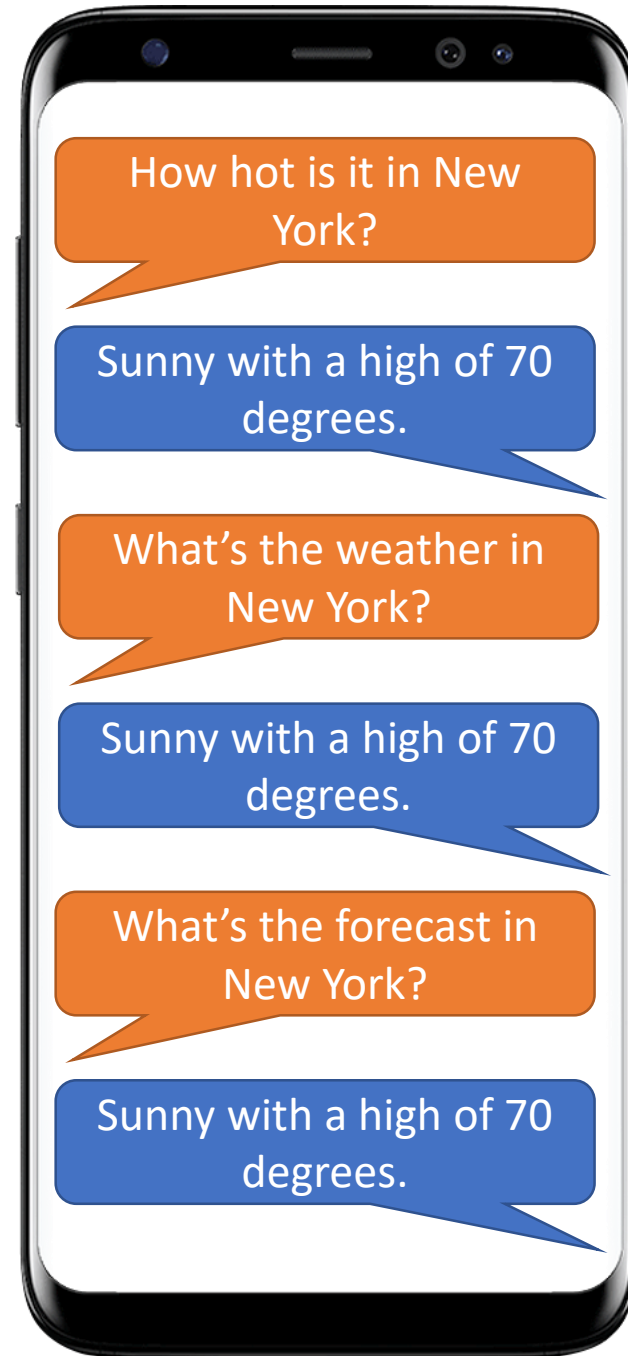 How hot is it in New
York?
Sunny with a high of 70
degrees.
What’s the weather in
New York?
Sunny with a high of 70
degrees.
What’s the forecast in
New York?
Sunny with a high of 70
degrees.